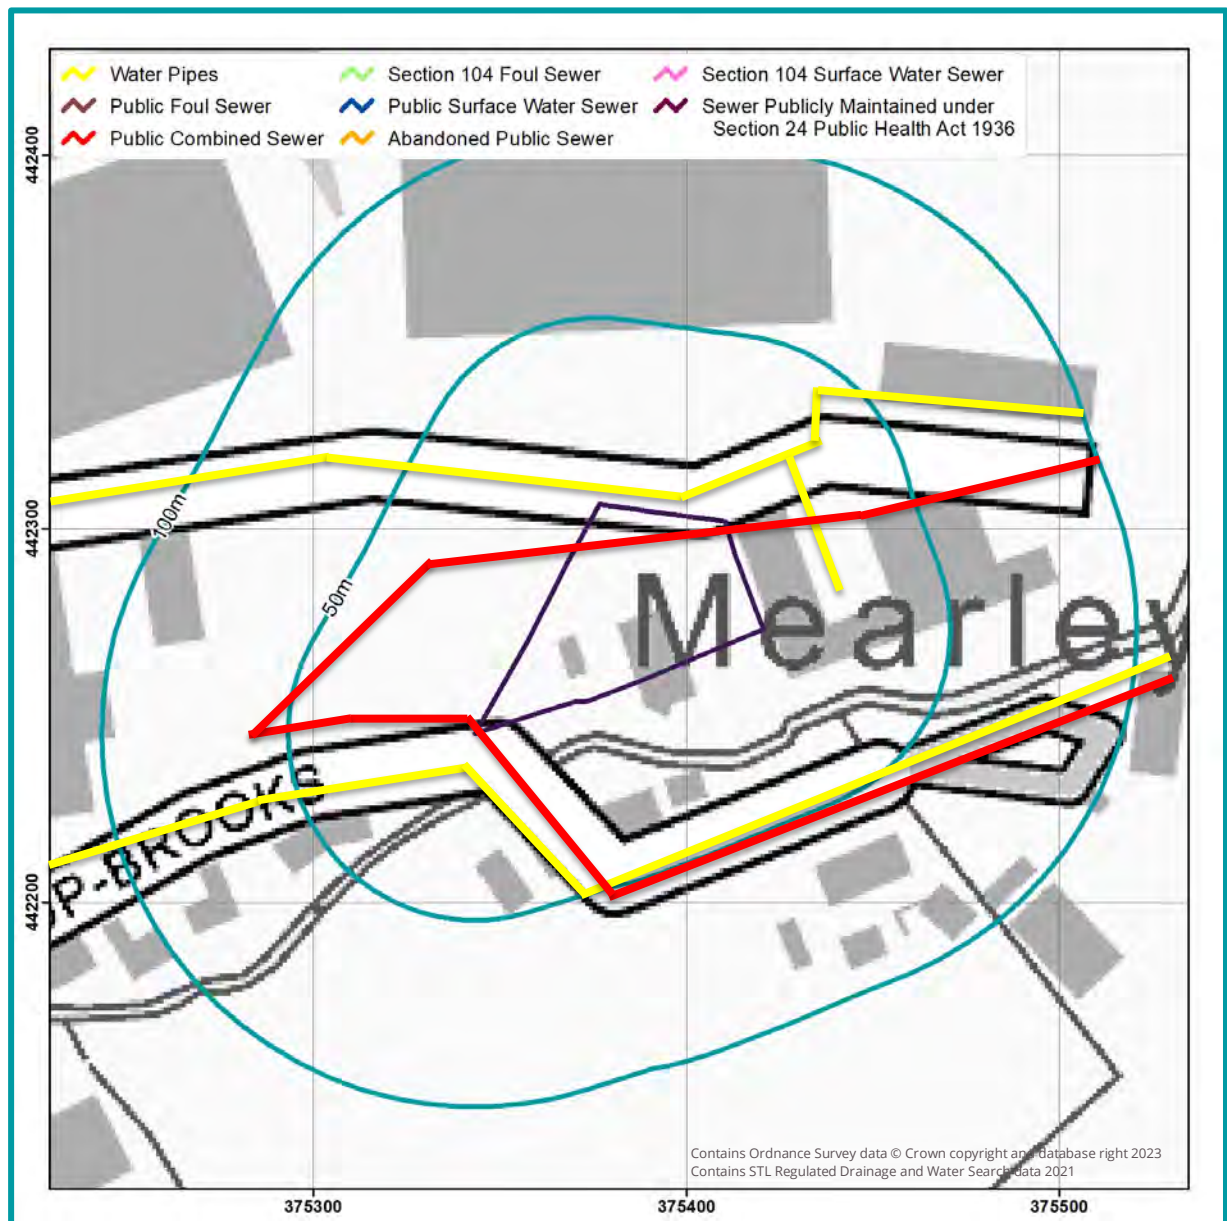 Water Pipes
Public Foul Sewer
Public Combined Sewer
Section 104 Foul Sewer
Public Surface Water Sewer
Abandoned Public Sewer
Section 104 Surface Water Sewer
Sewer Publicly Maintained under
Section 24 Public Health Act 1936
442400
442300
442200
100m
50m
Mearley
UP-BROOKS
Contains Ordnance Survey data © Crown copyright and database right 2023
Contains STL Regulated Drainage and Water Search data 2021
375300
375400
375500